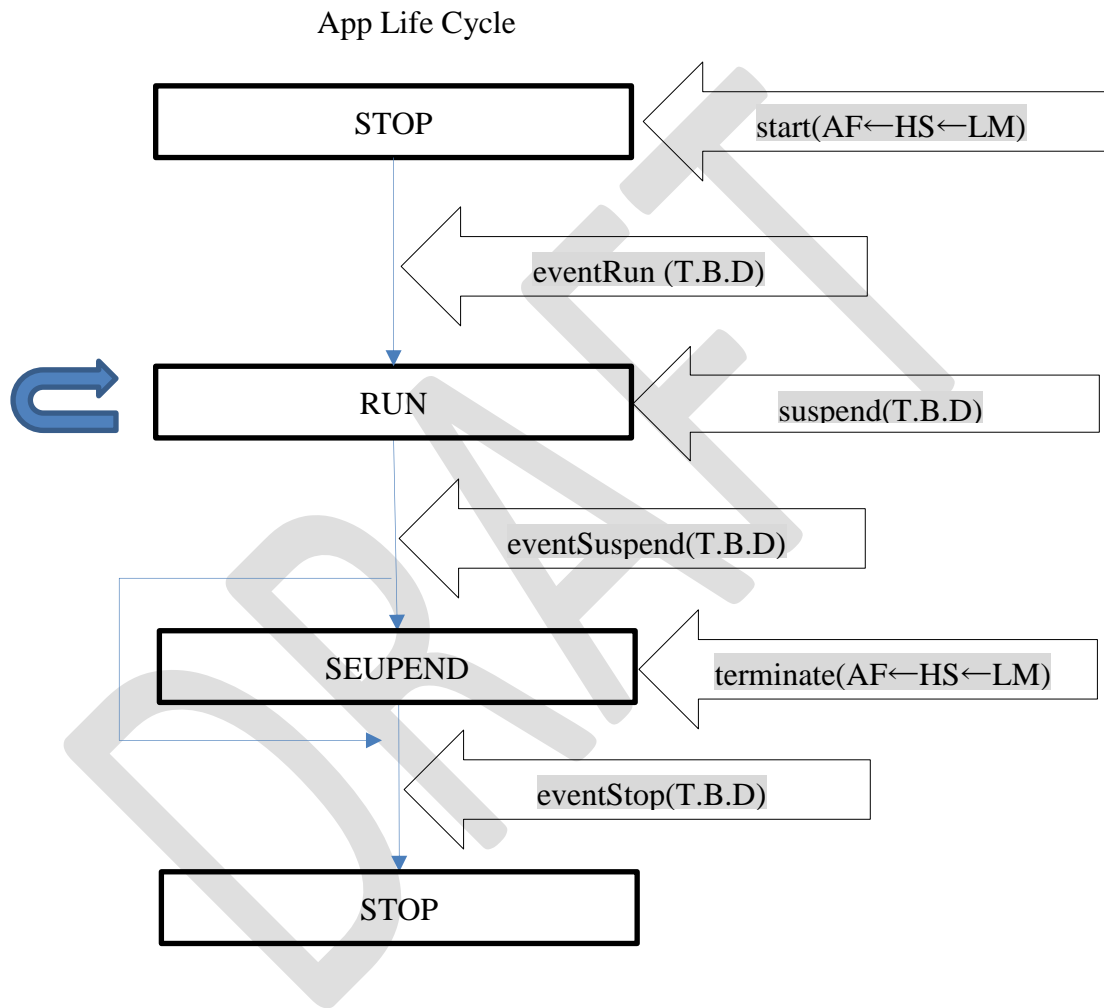 App Life Cycle
STOP
start(AF←HS←LM)
eventRun (T.B.D)
RUN
suspend(T.B.D)
eventSuspend(T.B.D)
SEUPEND
terminate(AF←HS←LM)
eventStop(T.B.D)
STOP
DRAFT